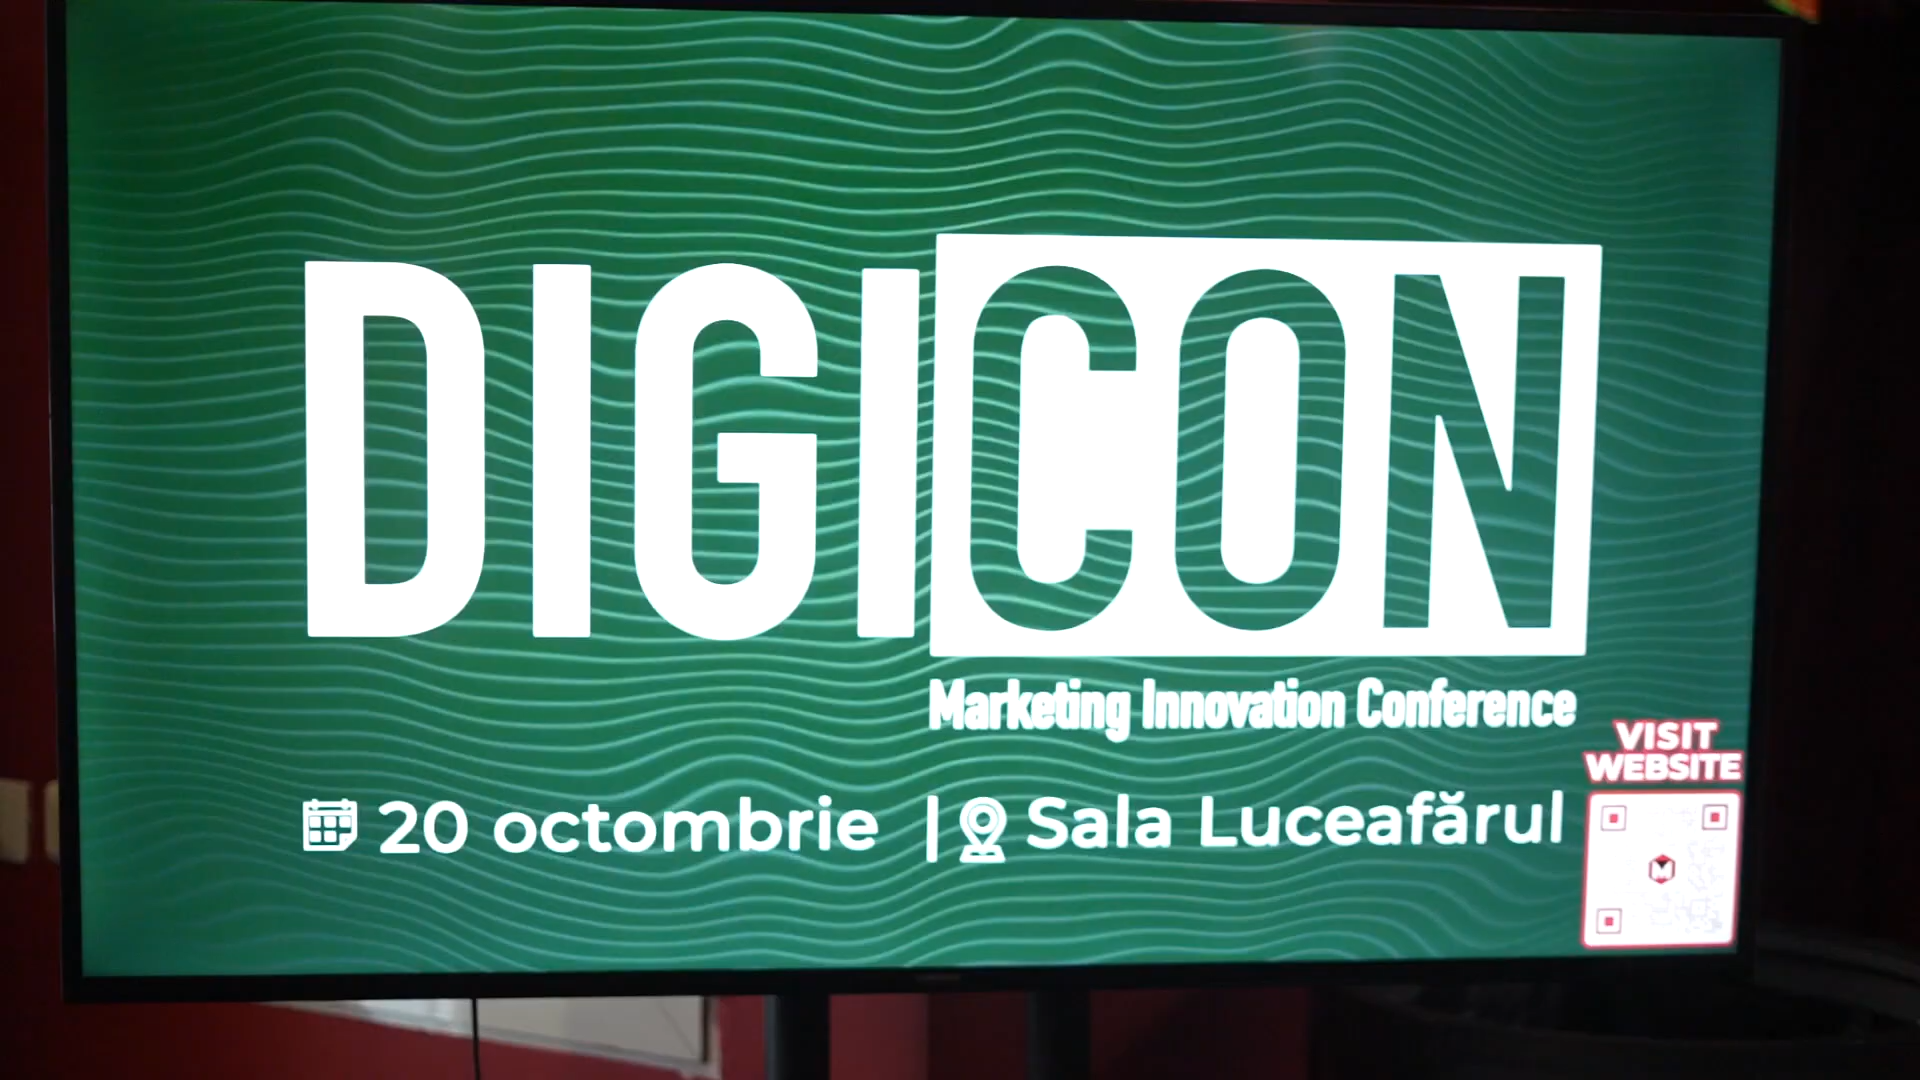 DIGICON
Marketing Innovation Conference
20 octombrie | Sala Luceafărul
VISIT
WEBSITE
M